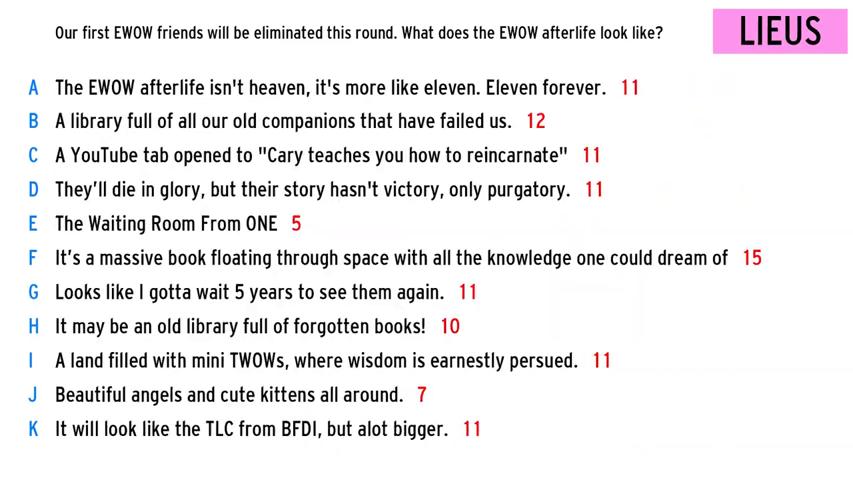 Our first EWOW friends will be eliminated this round. What does the EWOW afterlife look like?
LIEUS
A The EWOW afterlife isn't heaven, it's more like eleven. Eleven forever. 11
B A library full of all our old companions that have failed us. 12
C A YouTube tab opened to "Cary teaches you how to reincarnate" 11
D They’ll die in glory, but their story hasn't victory, only purgatory. 11
E The Waiting Room From ONE 5
F It’s a massive book floating through space with all the knowledge one could dream of 15
G Looks like I gotta wait 5 years to see them again. 11
H It may be an old library full of forgotten books! 10
I A land filled with mini TWOWs, where wisdom is earnestly persued. 11
J Beautiful angels and cute kittens all around. 7
K It will look like the TLC from BFDI, but alot bigger. 11